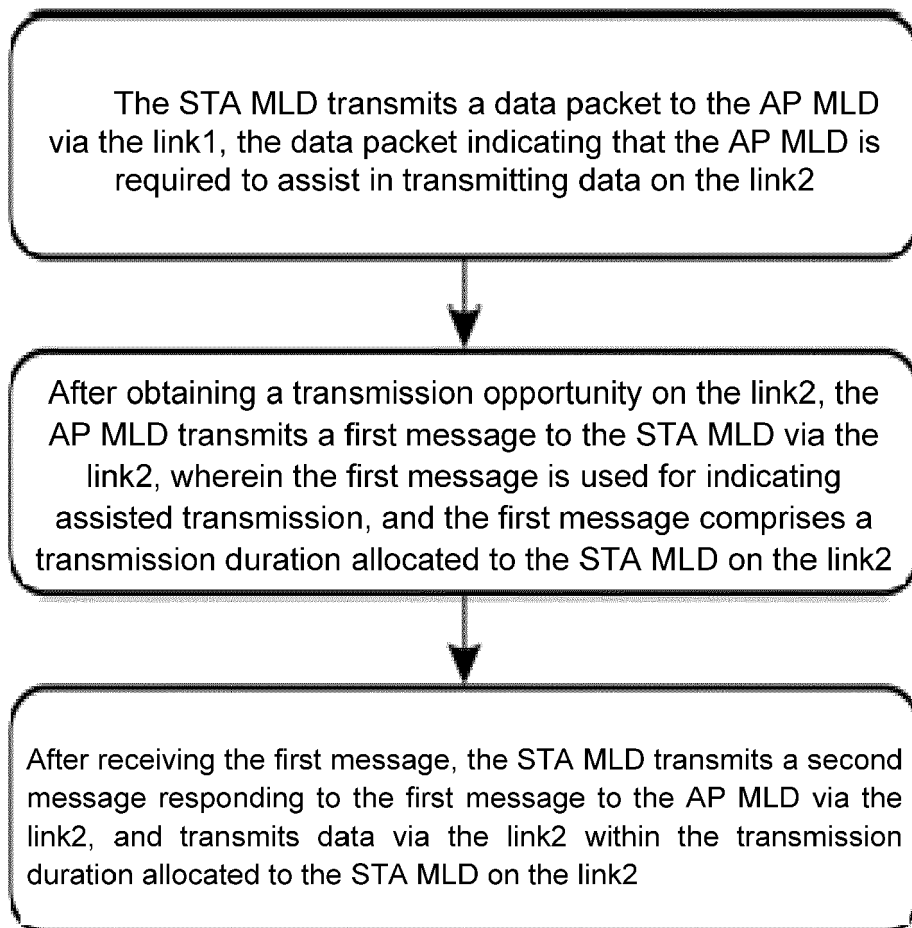 The STA MLD transmits a data packet to the AP MLD
via the link1, the data packet indicating that the AP MLD is
required to assist in transmitting data on the link2
After obtaining a transmission opportunity on the link2, the
AP MLD transmits a first message to the STA MLD via the
link2, wherein the first message is used for indicating
assisted transmission, and the first message comprises a
transmission duration allocated to the STA MLD on the link2
After receiving the first message, the STA MLD transmits a second
message responding to the first message to the AP MLD via the
link2, and transmits data via the link2 within the transmission
duration allocated to the STA MLD on the link2